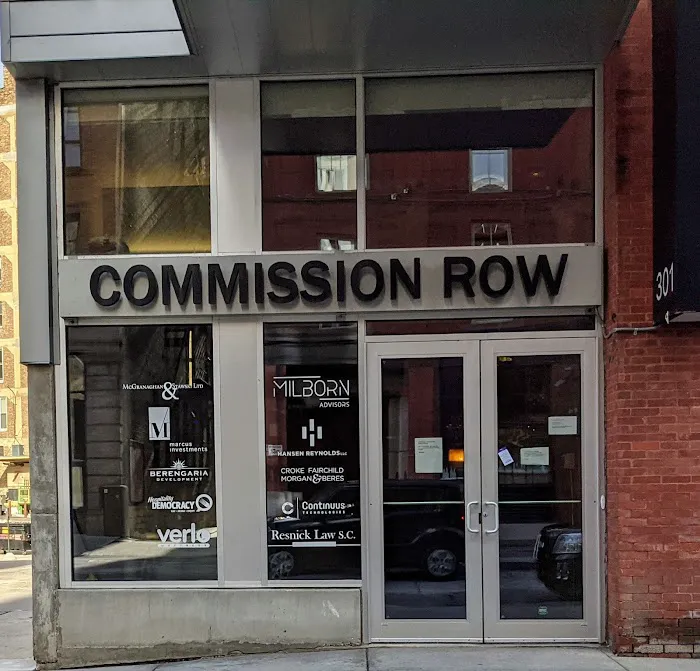 COMMISSION ROW
301
McGranaghan & Stawski Ltd
M
marcus
investments
BERENGARIA
DEVELOPMENT
Hospitality
DEMOCRACY
verlo
MILBORN
ADVISORS
HANSEN REYNOLDS LLC
CROKE FAIRCHILD
MORGAN & BERES
C Continuus
TECHNOLOGIES
Resnick Law S.C.